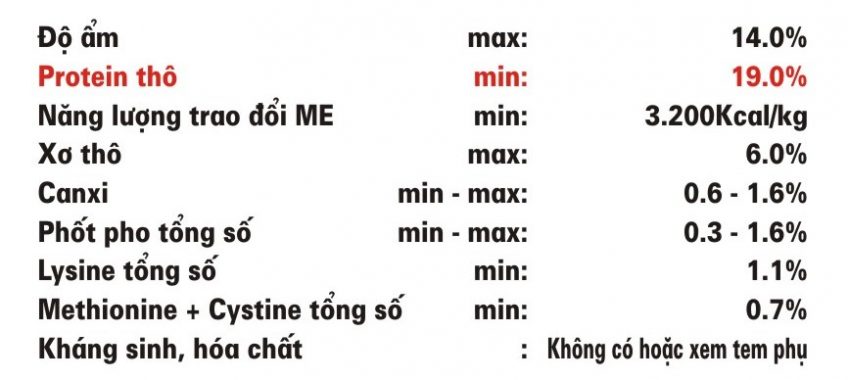 Độ ẩm max: 14.0%
Protein thô min: 19.0%
Năng lượng trao đổi ME min: 3.200Kcal/kg
Xơ thô max: 6.0%
Canxi min - max: 0.6 - 1.6%
Phốt pho tổng số min - max: 0.3 - 1.6%
Lysine tổng số min: 1.1%
Methionine + Cystine tổng số min: 0.7%
Kháng sinh, hóa chất : Không có hoặc xem tem phụ